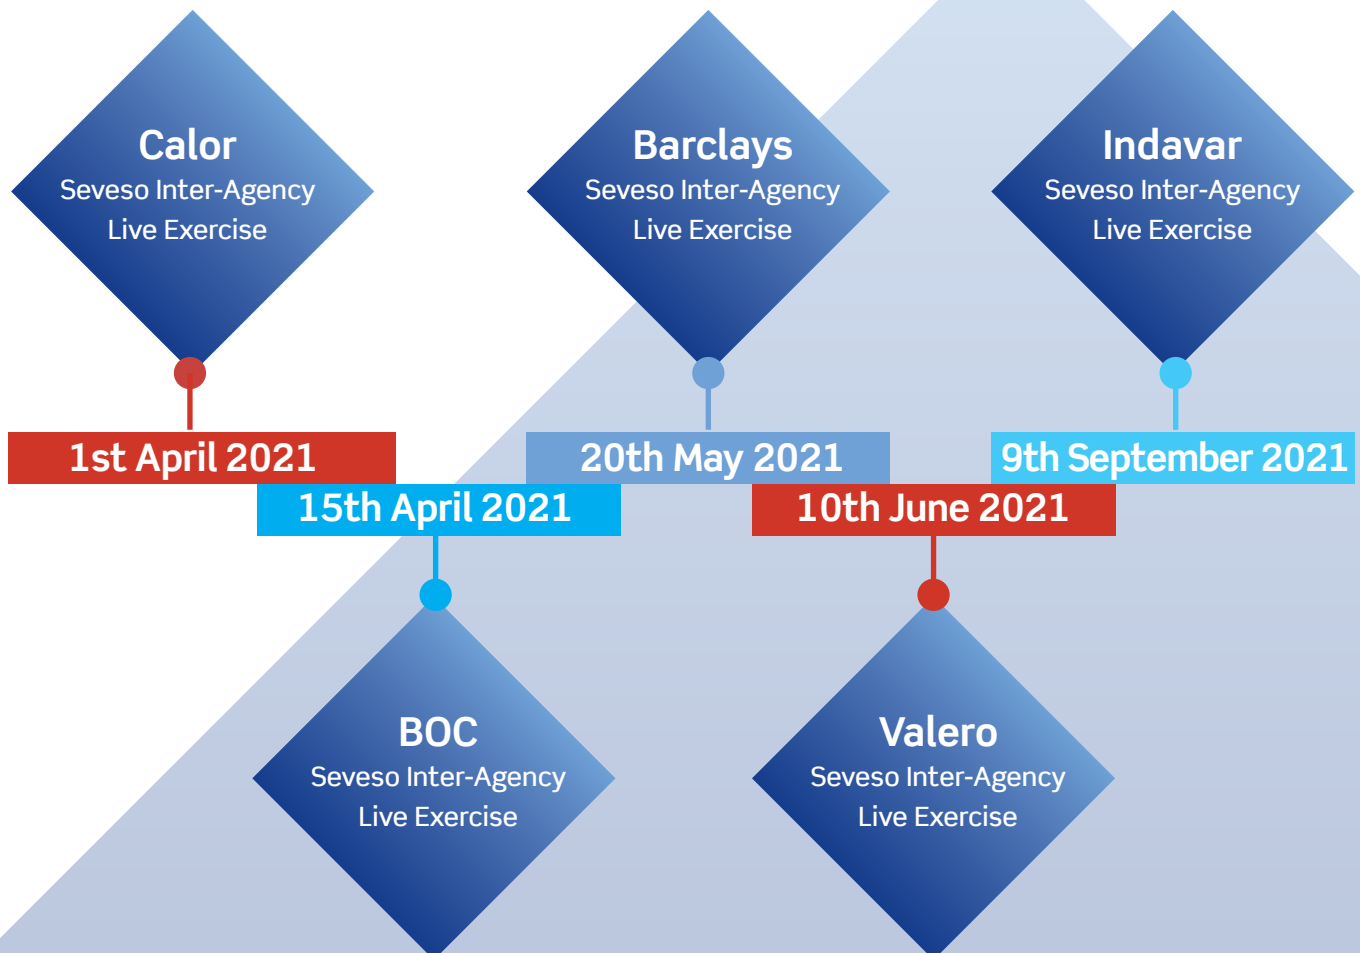 Calor
Seveso Inter-Agency
Live Exercise
Barclays
Seveso Inter-Agency
Live Exercise
Indavar
Seveso Inter-Agency
Live Exercise
1st April 2021
20th May 2021
9th September 2021
15th April 2021
10th June 2021
BOC
Seveso Inter-Agency
Live Exercise
Valero
Seveso Inter-Agency
Live Exercise